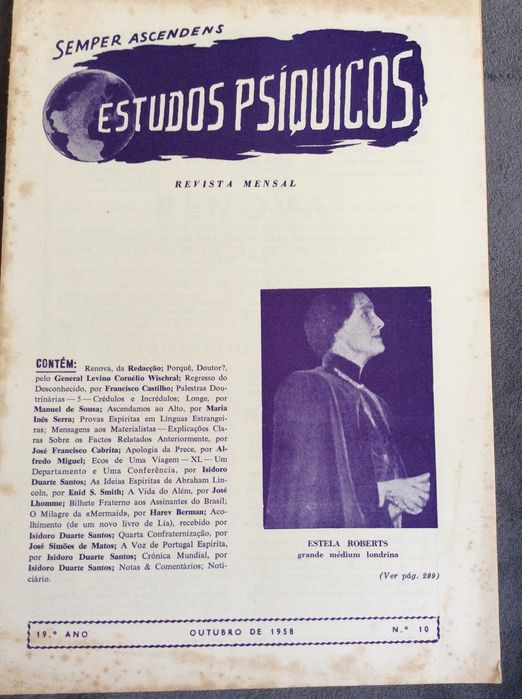 SEMPER ASCENDENS
ESTUDOS PSÍQUICOS
REVISTA MENSAL
CONTÉM: Renova, da Redacção; Porquê, Doutor?,
pelo General Levino Cornélio Wischral; Regresso do
Desconhecido, por Francisco Castilho; Palestras Dou-
trinárias — 5 — Crédulos e Incrédulos; Longe, por
Manuel de Sousa; Ascendamos ao Alto, por Maria
Inês Serra; Provas Espíritas em Línguas Estrangei-
ras; Mensagens aos Materialistas — Explicações Cla-
ras Sobre os Factos Relatados Anteriormente, por
José Francisco Cabrita; Apologia da Prece, por Al-
fredo Miguel; Ecos de Uma Viagem — XL — Um
Departamento e Uma Conferência, por Isidoro
Duarte Santos; As Ideias Espíritas de Abraham Lin-
coln, por Enid S. Smith; A Vida do Além, por José
Lhomme; Bilhete Fraterno aos Assinantes do Brasil;
O Milagre da «Mermaid», por Harev Berman; Aco-
lhimento (de um novo livro de Lia), recebido por
Isidoro Duarte Santos; Quarta Confraternização, por
José Simões de Matos; A Voz de Portugal Espírita,
por Isidoro Duarte Santos; Crónica Mundial, por
Isidoro Duarte Santos; Notas & Comentários; Noti-
ciário.
ESTELA ROBERTS
grande médium londrina
(Ver pág. 299)
19.º ANO OUTUBRO DE 1958 N.º 10